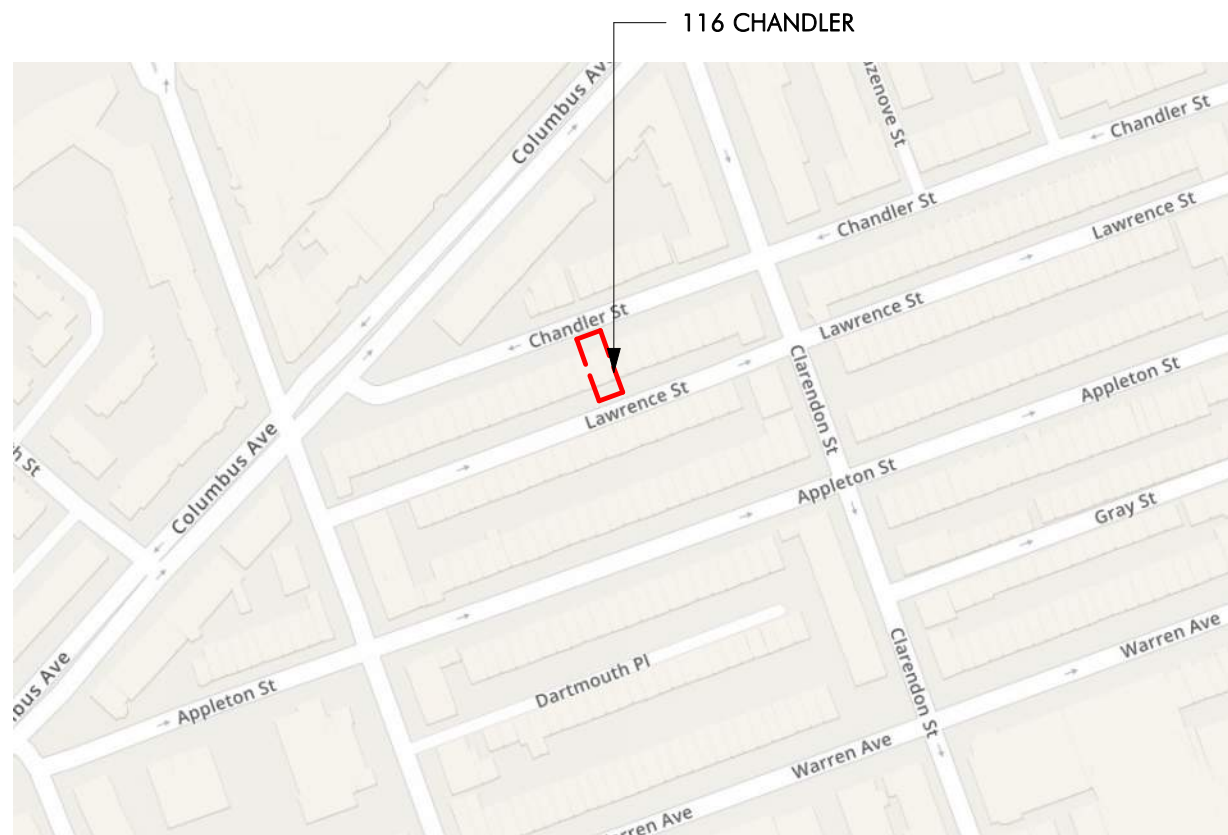 116 CHANDLER
Columbus Av
Chandler St
Chandler St
Lawrence St
Lawrence St
Chandler St
Lawrence St
Clarendon St
Appleton St
Columbus Ave
Appleton St
Gray St
Clarendon St
Warren Ave
Dartmouth Pl
Appleton St
Warren Ave